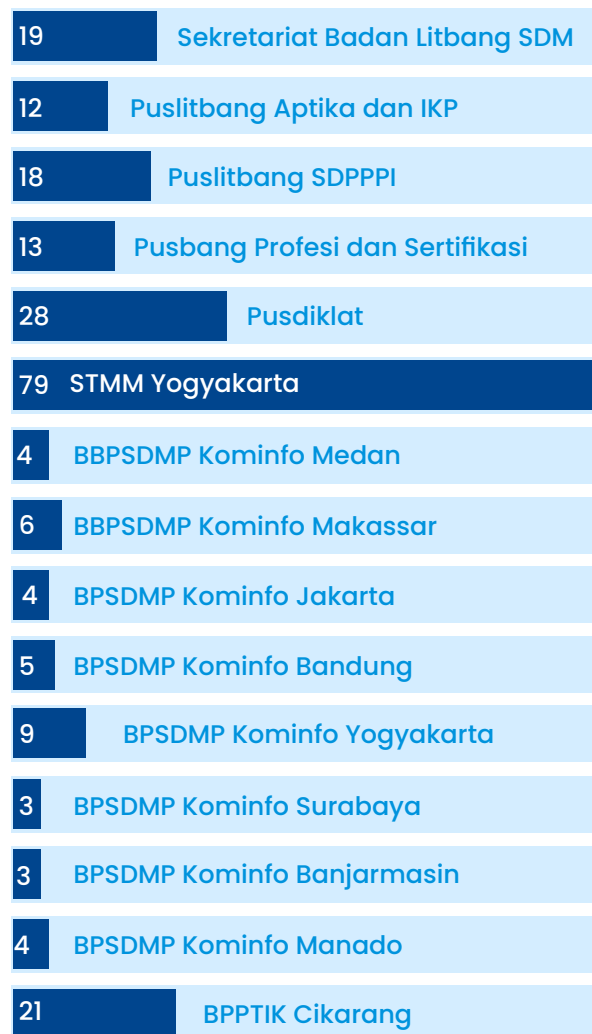 19 Sekretariat Badan Litbang SDM
12 Puslitbang Aptika dan IKP
18 Puslitbang SDPPPI
13 Pusbang Profesi dan Sertifikasi
28 Pusdiklat
79 STMM Yogyakarta
4 BBPSDMP Kominfo Medan
6 BBPSDMP Kominfo Makassar
4 BPSDMP Kominfo Jakarta
5 BPSDMP Kominfo Bandung
9 BPSDMP Kominfo Yogyakarta
3 BPSDMP Kominfo Surabaya
3 BPSDMP Kominfo Banjarmasin
4 BPSDMP Kominfo Manado
21 BPPTIK Cikarang